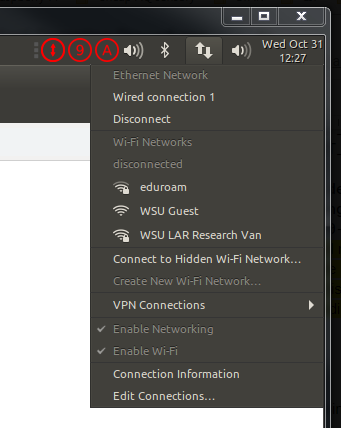 9 A
Wed Oct 31
12:27
Ethernet Network
Wired connection 1
Disconnect
Wi-Fi Networks
disconnected
eduroam
WSU Guest
WSU LAR Research Van
Connect to Hidden Wi-Fi Network...
Create New Wi-Fi Network...
VPN Connections
Enable Networking
Enable Wi-Fi
Connection Information
Edit Connections...